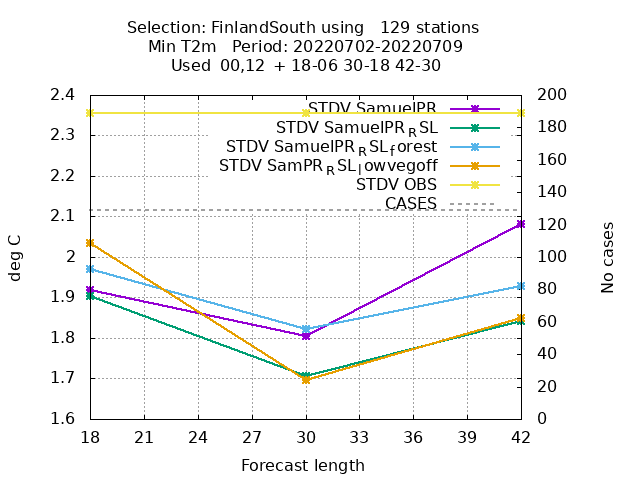 Selection: FinlandSouth using 129 stations
Min T2m Period: 20220702-20220709
Used 00,12 + 18-06 30-18 42-30
STDV SamuelPR
STDV SamuelPR_RSL
STDV SamuelPR_RSL_forest
STDV SamPR_RSL_lowvegoff
STDV OBS
CASES
deg C
2.4
2.3
2.2
2.1
2
1.9
1.8
1.7
1.6
200
180
160
140
120
100
80
60
40
20
0
No cases
18 21 24 27 30 33 36 39 42
Forecast length